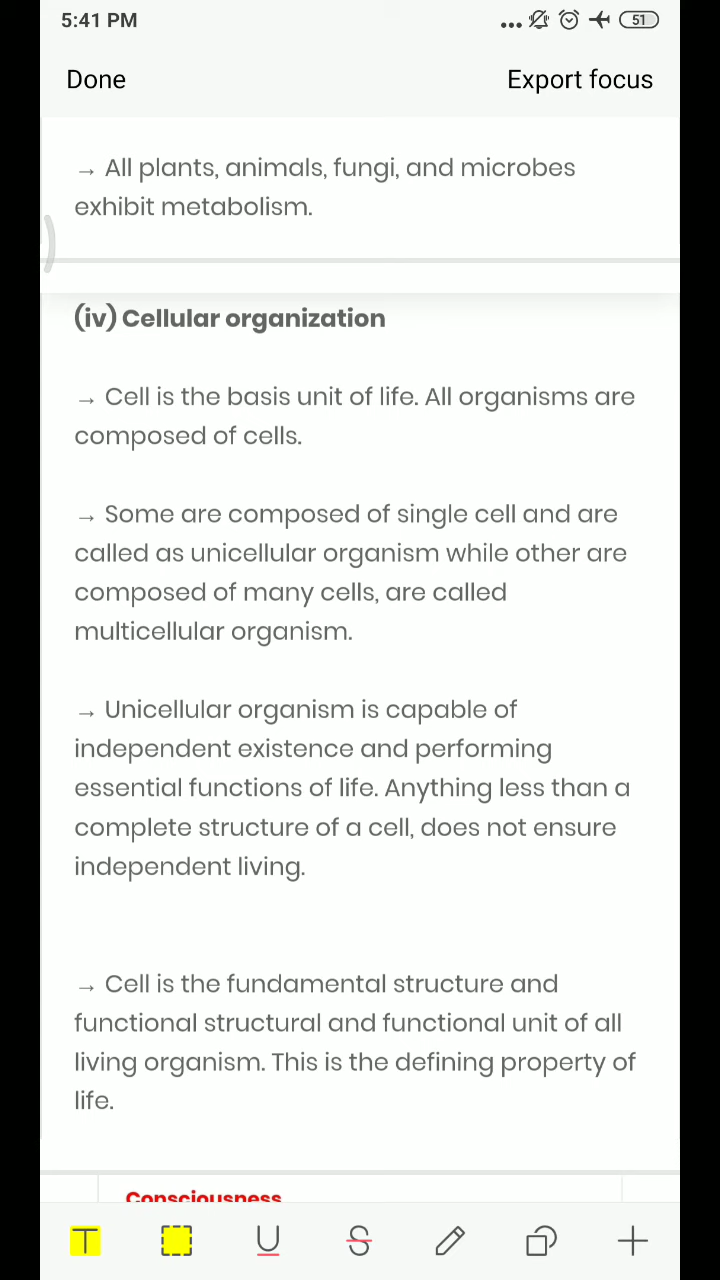 5:41 PM
51
Done
Export focus
→ All plants, animals, fungi, and microbes
exhibit metabolism.
(iv) Cellular organization
→ Cell is the basis unit of life. All organisms are
composed of cells.
→ Some are composed of single cell and are
called as unicellular organism while other are
composed of many cells, are called
multicellular organism.
→ Unicellular organism is capable of
independent existence and performing
essential functions of life. Anything less than a
complete structure of a cell, does not ensure
independent living.
→ Cell is the fundamental structure and
functional structural and functional unit of all
living organism. This is the defining property of
life.
Consciousness
T
U
S